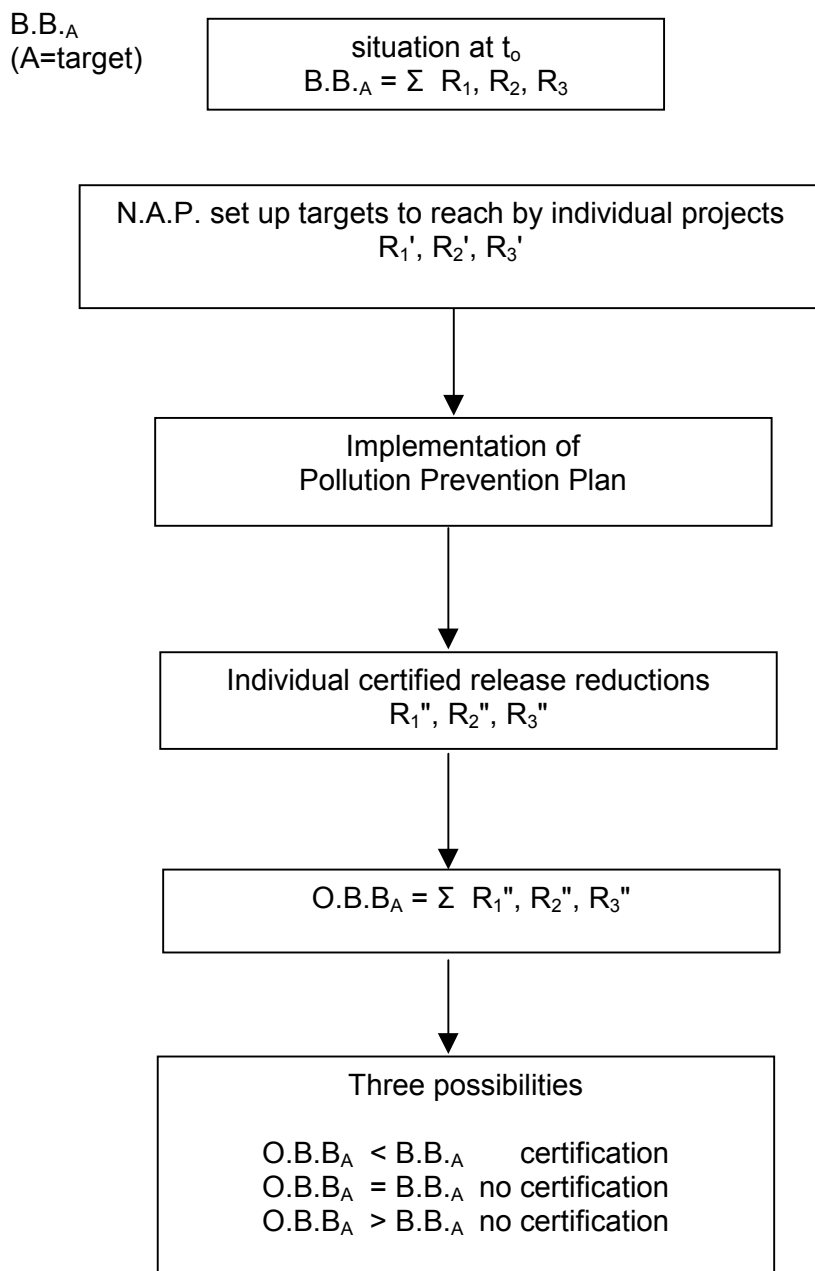 B.B.A
(A=target)
situation at to
B.B.A = Σ R1, R2, R3
N.A.P. set up targets to reach by individual projects
R1', R2', R3'
Implementation of
Pollution Prevention Plan
Individual certified release reductions
R1", R2", R3"
O.B.BA = Σ R1", R2", R3"
Three possibilities
O.B.BA < B.B.A certification
O.B.BA = B.B.A no certification
O.B.BA > B.B.A no certification